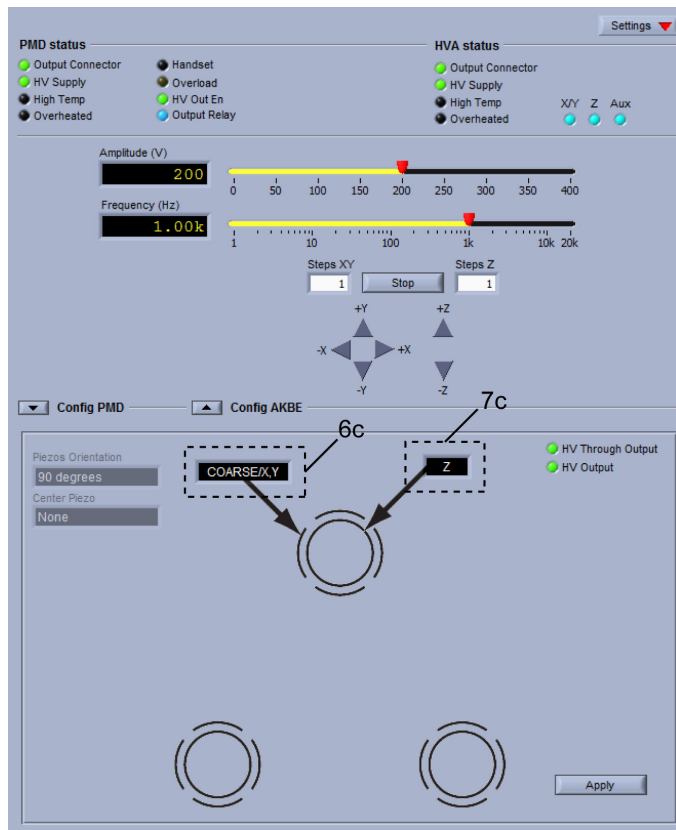 Settings
PMD status
HVA status
Output Connector
Handset
HV Supply
Overload
High Temp
HV Out En
Overheated
Output Relay
Output Connector
HV Supply
High Temp
Overheated
X/Y Z Aux
Amplitude (V)
200
0 50 100 150 200 250 300 350 400
Frequency (Hz)
1.00k
1 10 100 1k 10k 20k
Steps XY
Steps Z
1
Stop
1
+Y
+Z
-X
+X
-Y
-Z
Config PMD
Config AKBE
7c
6c
Piezos Orientation
90 degrees
Center Piezo
None
COARSE/X,Y
Z
HV Through Output
HV Output
Apply